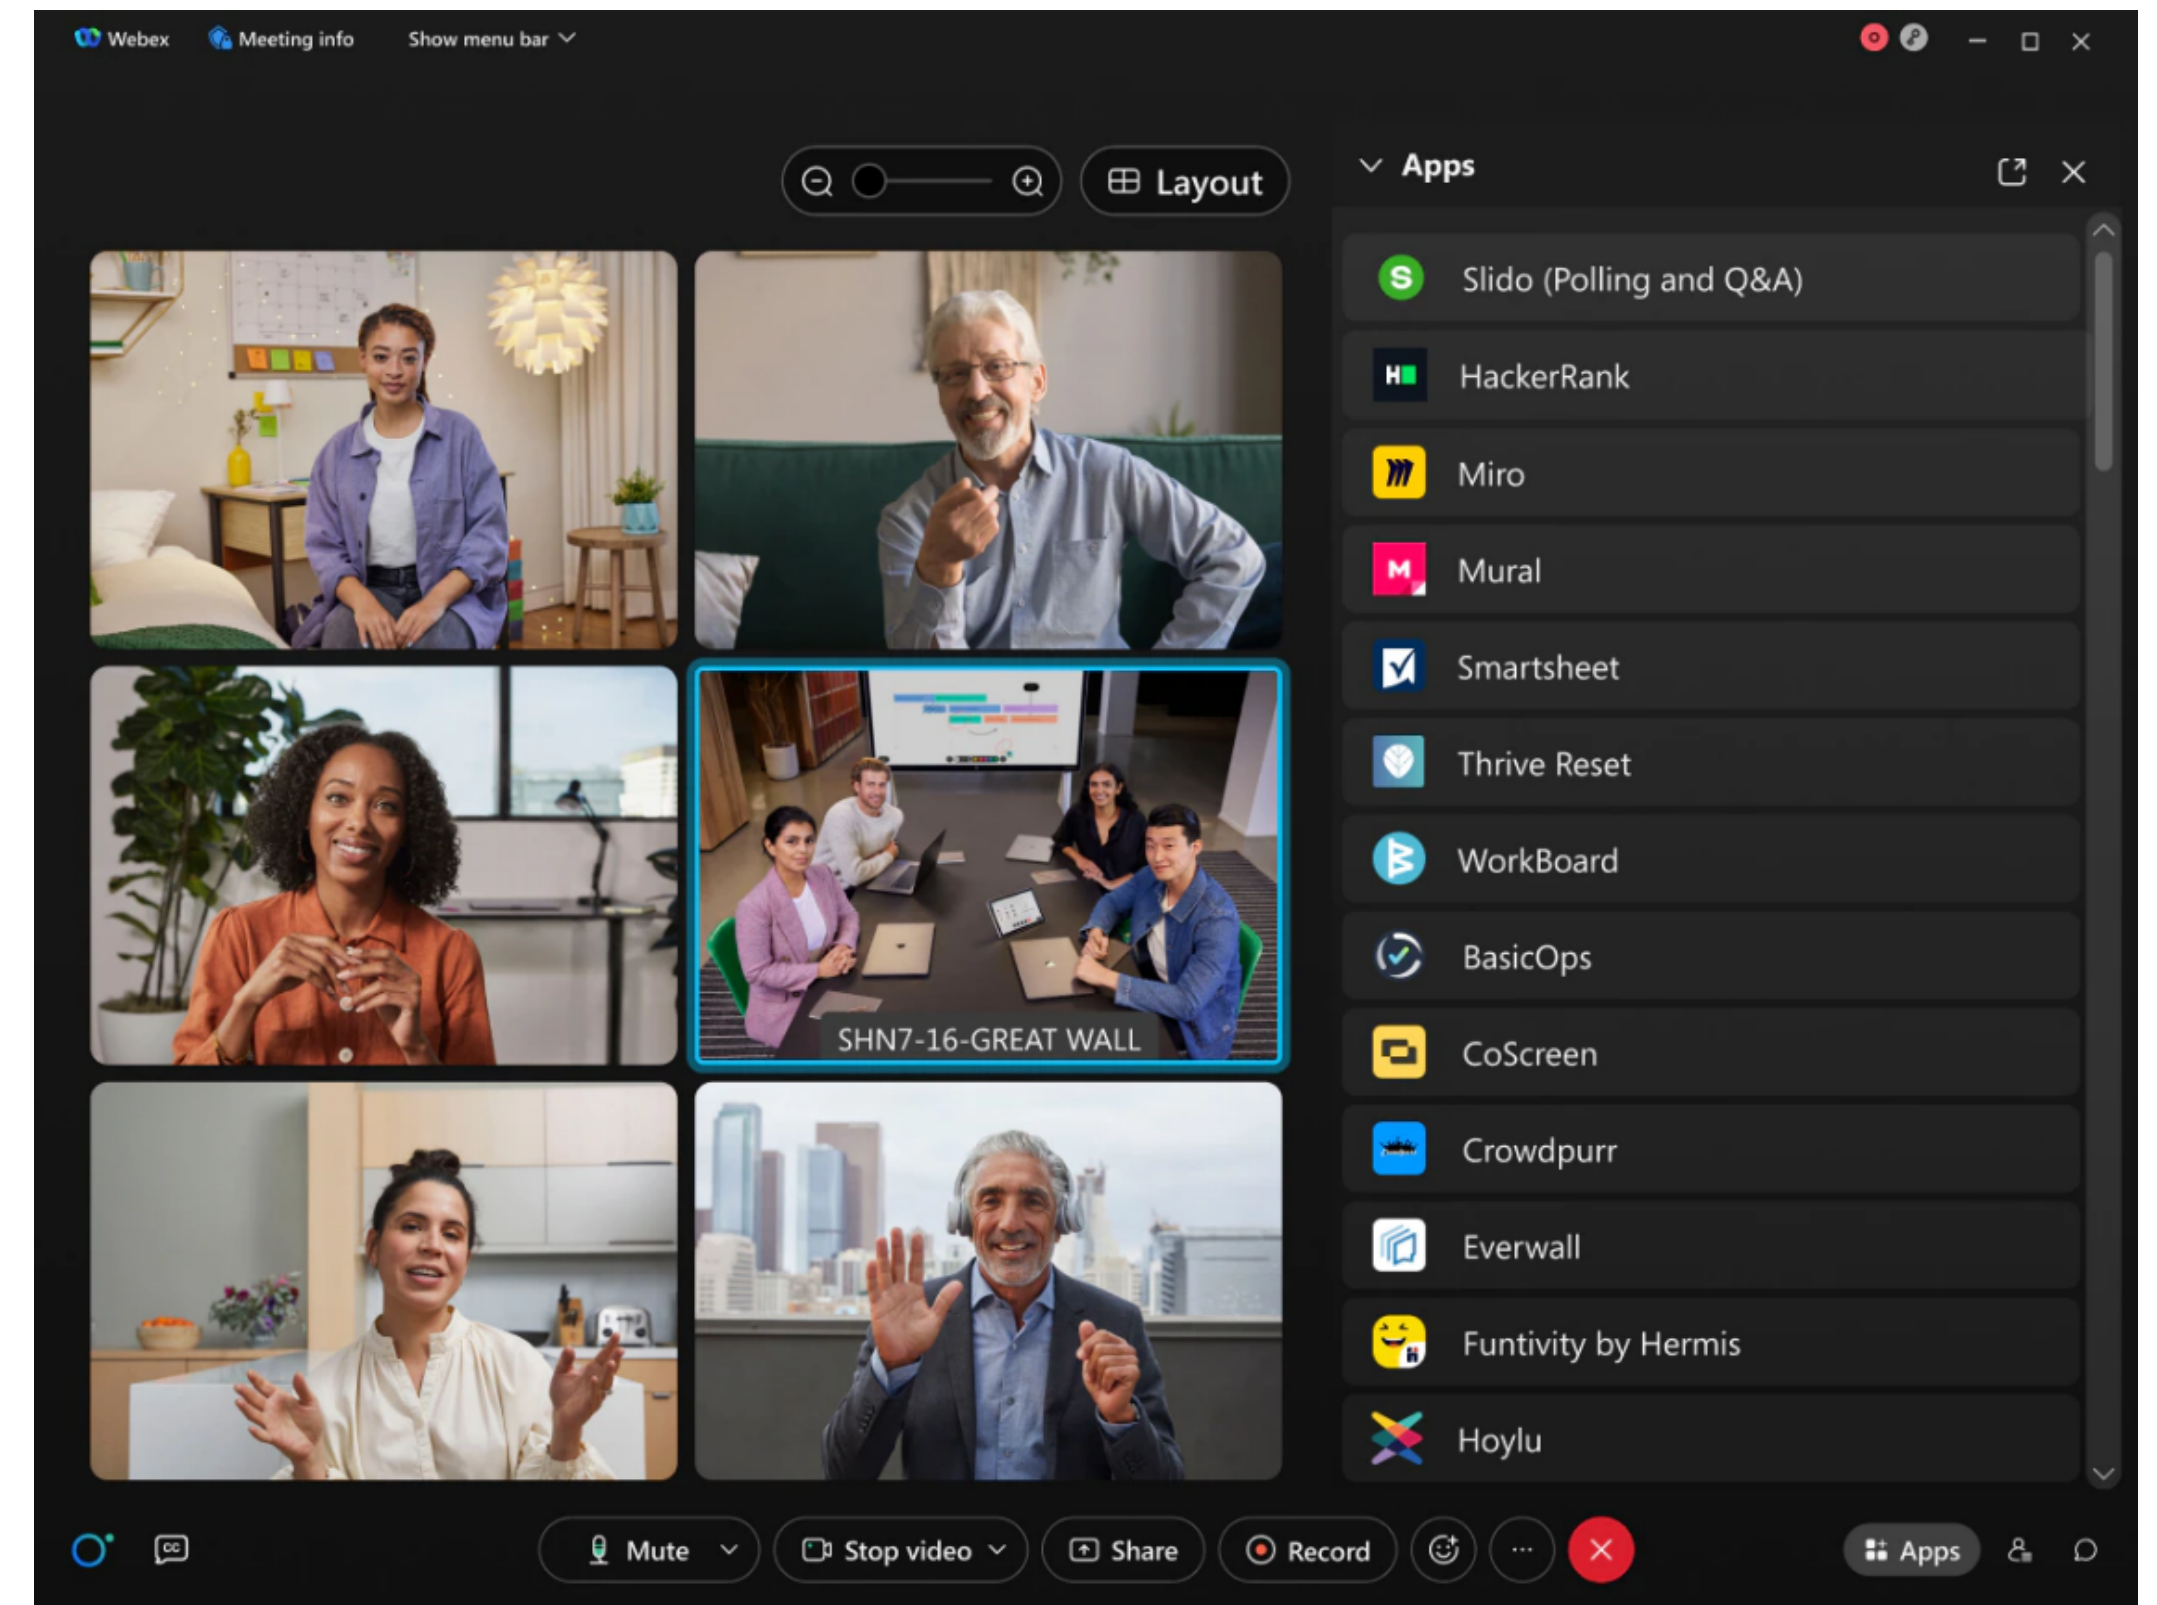 Webex
Meeting info
Show menu bar
Layout
Apps
Slido (Polling and Q&A)
HackerRank
Miro
Mural
Smartsheet
Thrive Reset
WorkBoard
BasicOps
CoScreen
Crowdpurr
Everwall
Funtivity by Hermis
Hoylu
SHN7-16-GREAT WALL
CC
Mute
Stop video
Share
Record
Apps